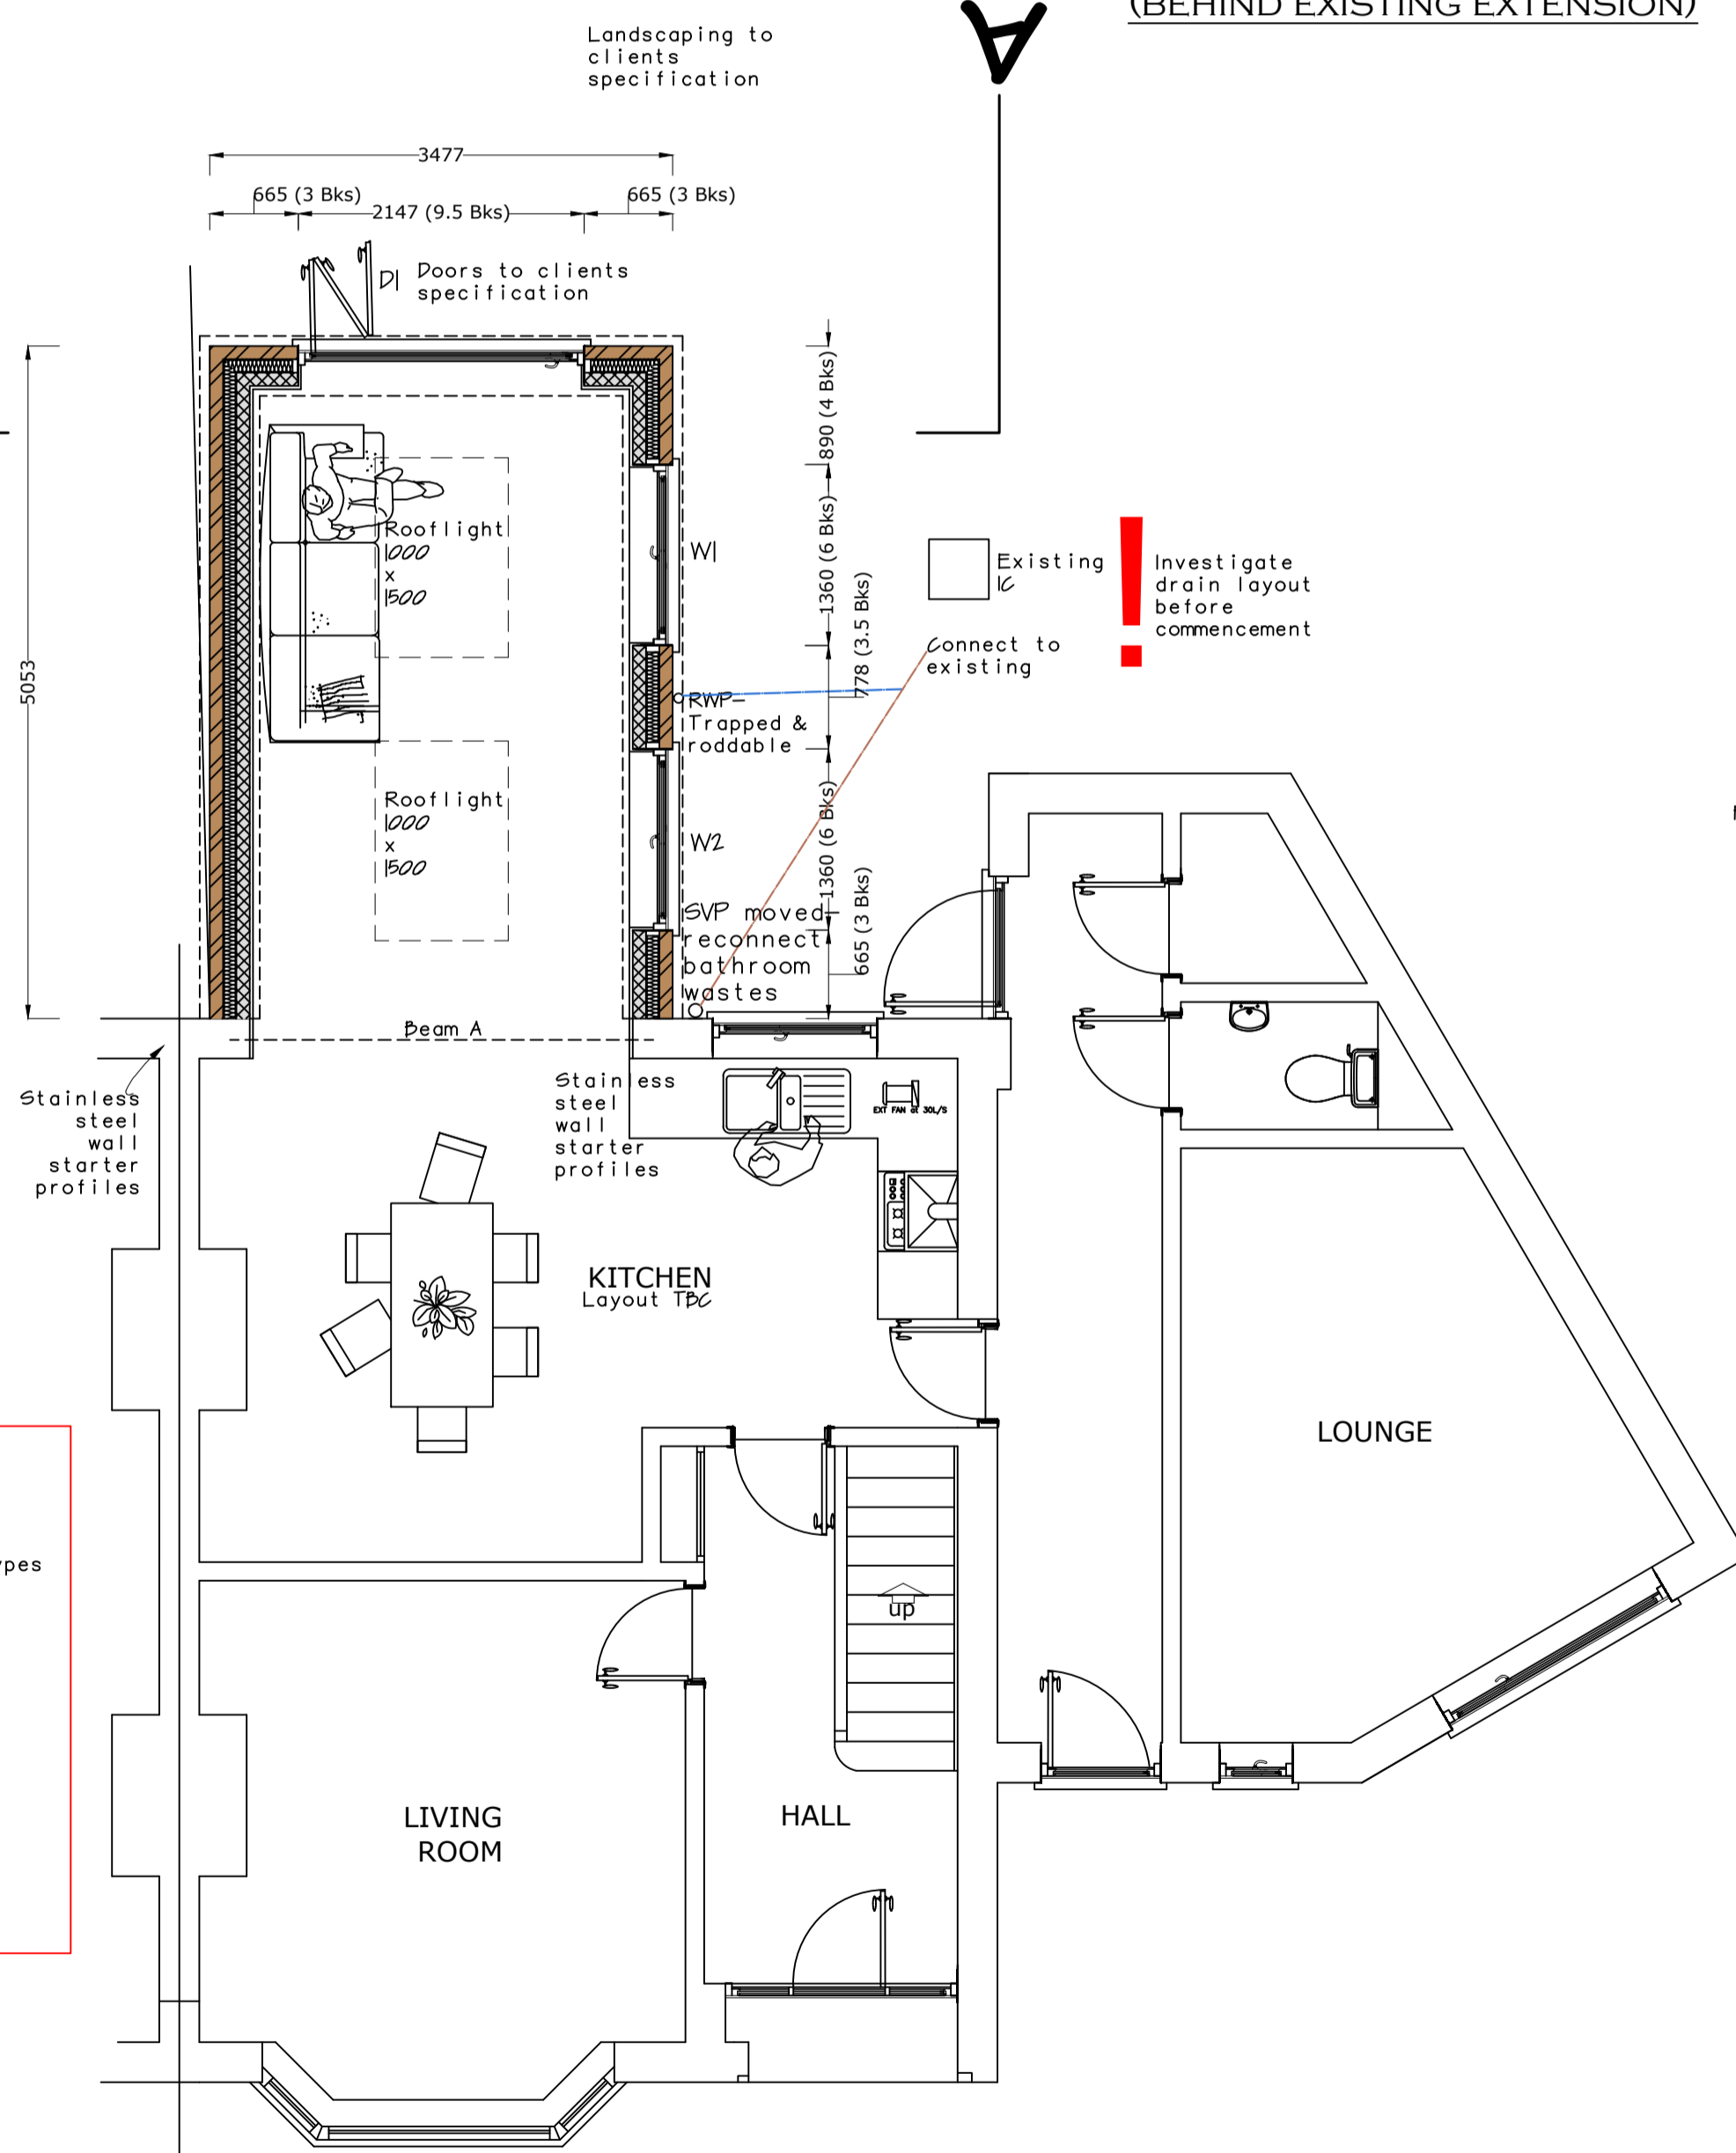 (BEHIND EXISTING EXTENSION)
A
Landscaping to
clients
specification
3477
665 (3 Bks)
2147 (9.5 Bks)
665 (3 Bks)
D1
Doors to clients
specification
5053
890 (4 Bks)
1360 (6 Bks)
778 (3.5 Bks)
1360 (6 Bks)
665 (3 Bks)
Rooflight
1000
x
1500
W1
Existing
IC
!
Investigate
drain layout
before
commencement
Connect to
existing
RWP-
Trapped &
roddable
Rooflight
1000
x
1500
W2
SVP moved-
reconnect
bathroom
wastes
Beam A
Stainless
steel
wall
starter
profiles
Stainless
steel
wall
starter
profiles
EXT FAN at 30L/S
KITCHEN
Layout TBC
LOUNGE
ypes
up
LIVING
ROOM
HALL